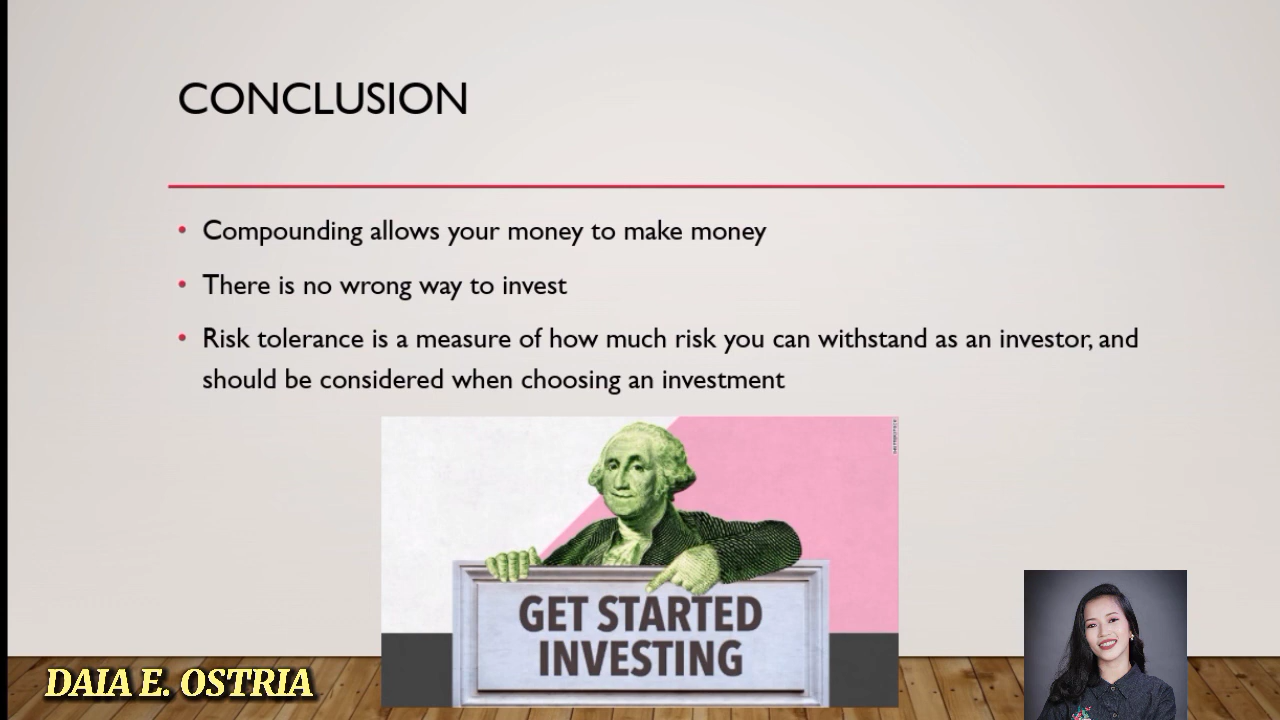 CONCLUSION
• Compounding allows your money to make money
• There is no wrong way to invest
• Risk tolerance is a measure of how much risk you can withstand as an investor, and
should be considered when choosing an investment
GET STARTED
INVESTING
DAIA E. OSTRIA